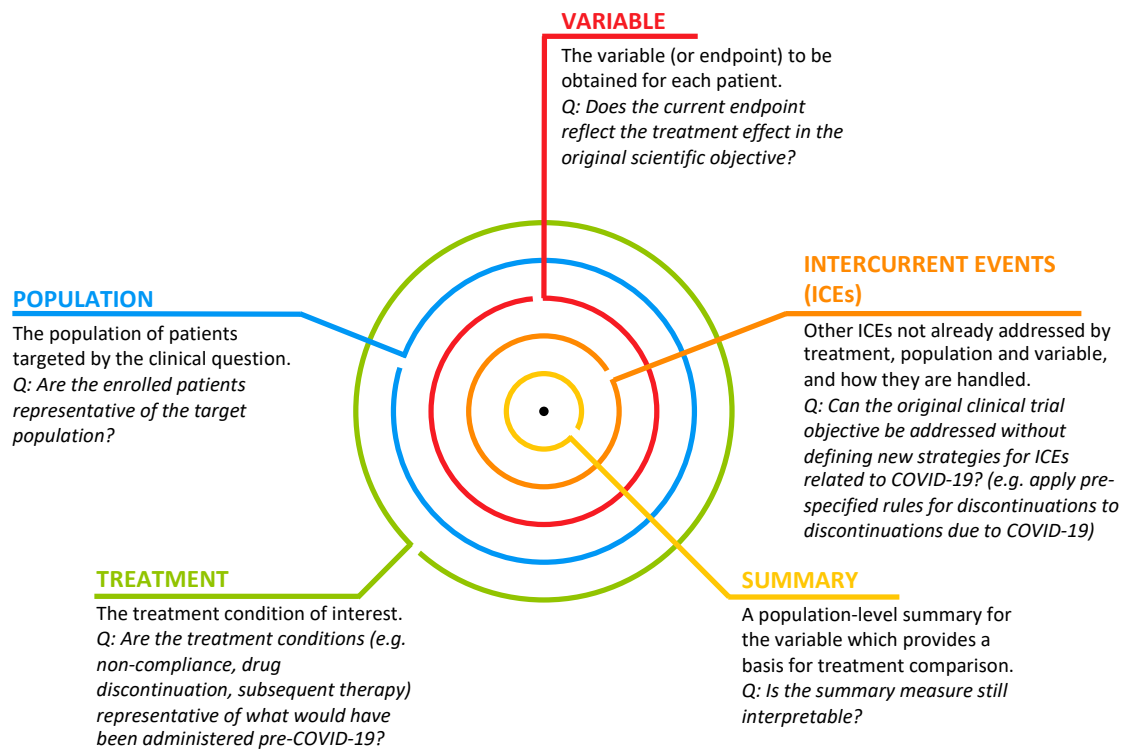 VARIABLE
The variable (or endpoint) to be
obtained for each patient.
Q: Does the current endpoint
reflect the treatment effect in the
original scientific objective?
POPULATION
The population of patients
targeted by the clinical question.
Q: Are the enrolled patients
representative of the target
population?
INTERCURRENT EVENTS
(ICEs)
Other ICEs not already addressed by
treatment, population and variable,
and how they are handled.
Q: Can the original clinical trial
objective be addressed without
defining new strategies for ICEs
related to COVID-19? (e.g. apply pre-
specified rules for discontinuations to
discontinuations due to COVID-19)
TREATMENT
The treatment condition of interest.
Q: Are the treatment conditions (e.g.
non-compliance, drug
discontinuation, subsequent therapy)
representative of what would have
been administered pre-COVID-19?
SUMMARY
A population-level summary for
the variable which provides a
basis for treatment comparison.
Q: Is the summary measure still
interpretable?